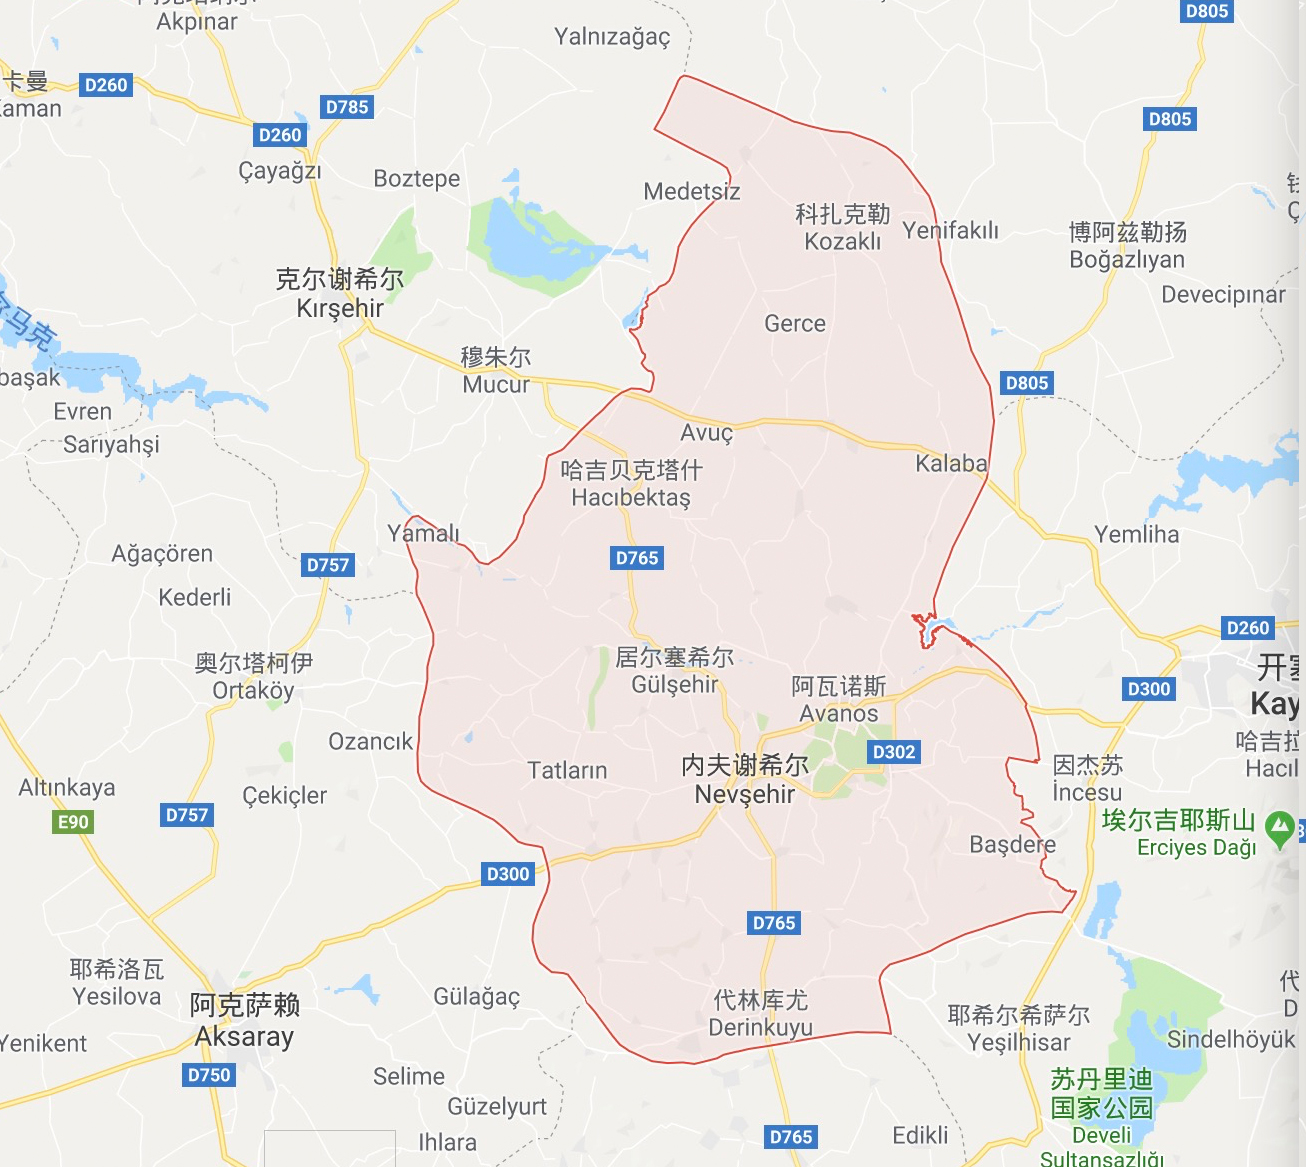 Akpınar
Yalnızağaç
D805
卡曼
D260
D785
D260
D805
Çayağzı
Boztepe
Medetsiz
科扎克勒
Kozaklı
Yenifakılı
博阿兹勒扬
Boğazlıyan
克尔谢希尔
Kırşehir
Devecipınar
马克
Gerce
穆朱尔
Mucur
D805
Evren
Sarıyahşi
Avuç
Kalaba
哈吉贝克塔什
Hacıbektaş
Yamalı
Yemliha
Ağaçören
D757
D765
Kederli
D260
居尔塞希尔
Gülşehir
奥尔塔柯伊
Ortaköy
阿瓦诺斯
Avanos
D300
Ozancık
D302
Tatların
内夫谢希尔
Nevşehir
因杰苏
İncesu
Altınkaya
Çekiçler
E90
D757
埃尔吉耶斯山
Erciyes Dağı
Başdere
D300
D765
耶希洛瓦
Yesilova
阿克萨赖
Aksaray
Gülağaç
代林库尤
Derinkuyu
耶希尔希萨尔
Yeşilhisar
Sindelhöyük
Yenikent
D750
Selime
苏丹里迪
国家公园
Develi
Sultansazlığı
Güzelyurt
D765
Edikli
Ihlara